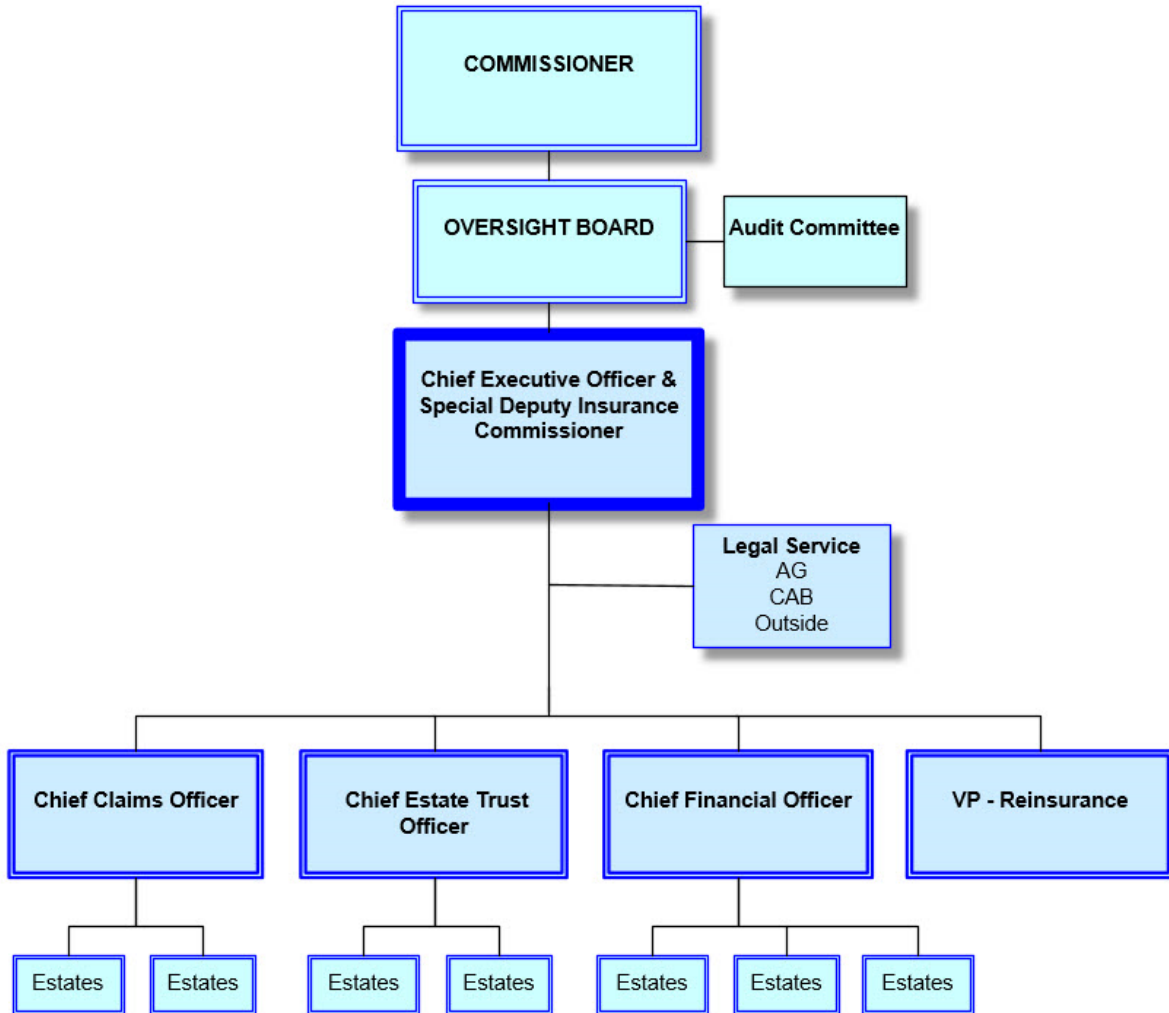 COMMISSIONER
OVERSIGHT BOARD
Audit Committee
Chief Executive Officer &
Special Deputy Insurance
Commissioner
Legal Service
AG
CAB
Outside
Chief Claims Officer
Chief Estate Trust
Officer
Chief Financial Officer
VP - Reinsurance
Estates
Estates
Estates
Estates
Estates
Estates
Estates